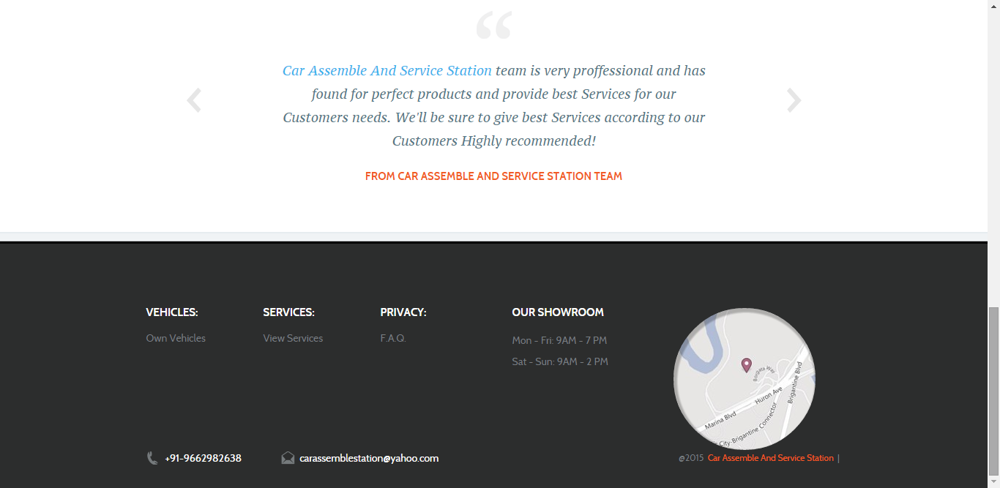 “
Car Assemble And Service Station team is very proffessional and has
found for perfect products and provide best Services for our
Customers needs. We'll be sure to give best Services according to our
Customers Highly recommended!
FROM CAR ASSEMBLE AND SERVICE STATION TEAM
VEHICLES:
Own Vehicles
SERVICES:
View Services
PRIVACY:
F.A.Q.
OUR SHOWROOM
Mon - Fri: 9AM - 7 PM
Sat - Sun: 9AM - 2 PM
Borgata Way
Huron Ave
Brigantine Blvd
Marina Blvd
City-Brigantine Connector
+91-9662982638
carassemblestation@yahoo.com
@2015 Car Assemble And Service Station |